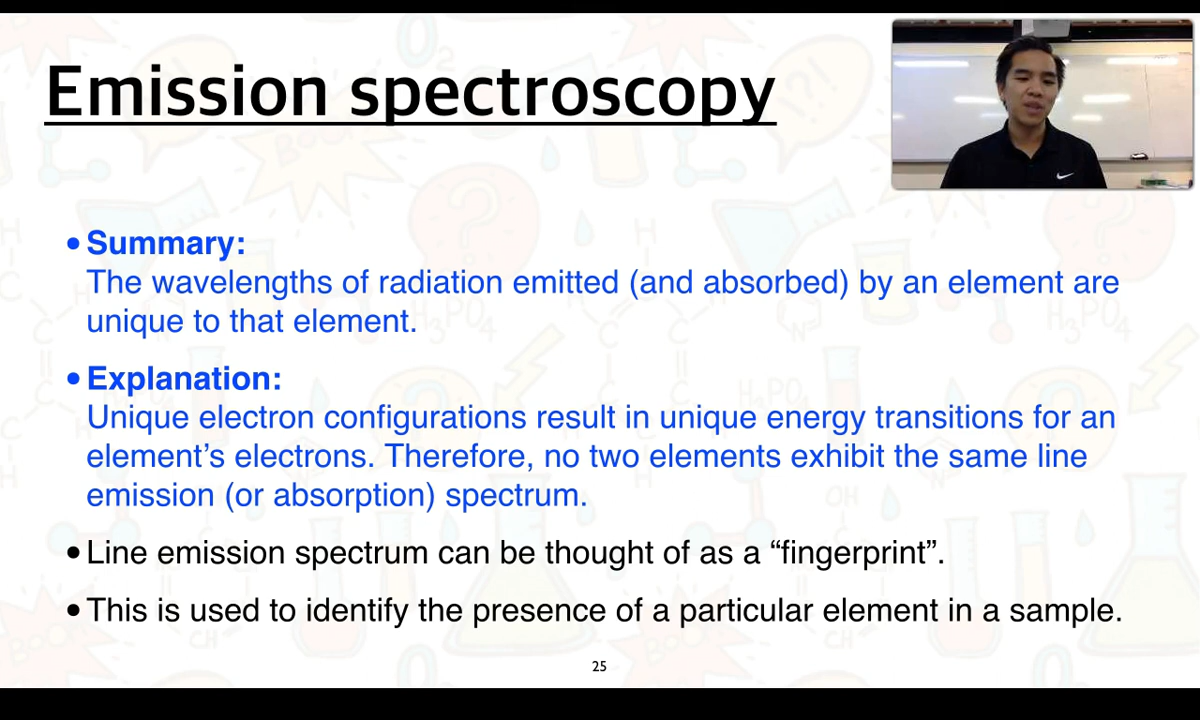 Emission spectroscopy
• Summary:
The wavelengths of radiation emitted (and absorbed) by an element are
unique to that element.
• Explanation:
Unique electron configurations result in unique energy transitions for an
element’s electrons. Therefore, no two elements exhibit the same line
emission (or absorption) spectrum.
• Line emission spectrum can be thought of as a “fingerprint”.
• This is used to identify the presence of a particular element in a sample.
25